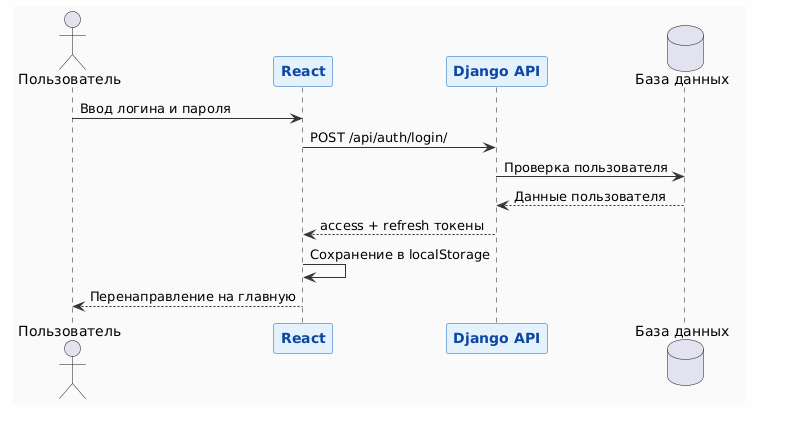 Пользователь
React
Django API
База данных
Ввод логина и пароля
POST /api/auth/login/
Проверка пользователя
Данные пользователя
access + refresh токены
Сохранение в localStorage
Перенаправление на главную
Пользователь
React
Django API
База данных